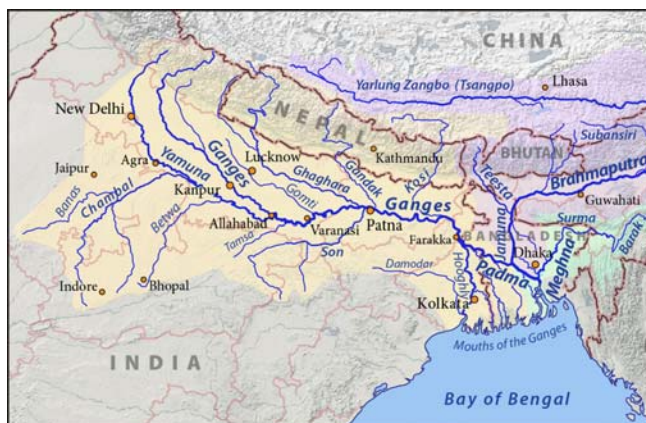 CHINA
Yarlung Zangbo (Tsangpo)
Lhasa
New Delhi
NEPAL
Subansiri
BHUTAN
Jaipur
Agra
Yamuna
Ganges
Lucknow
Kathmandu
Ghaghara
Gandak
Kosi
Teesta
Brahmaputra
Banas
Chambal
Kanpur
Gomti
Guwahati
Betwa
Allahabad
Varanasi
Patna
Ganges
Jamuna
Surma
Tamsa
Son
Farakka
BANGLADESH
Barak
Dhaka
Meghna
Indore
Bhopal
Damodar
Hooghly
Padma
Kolkata
Mouths of the Ganges
INDIA
Bay of Bengal